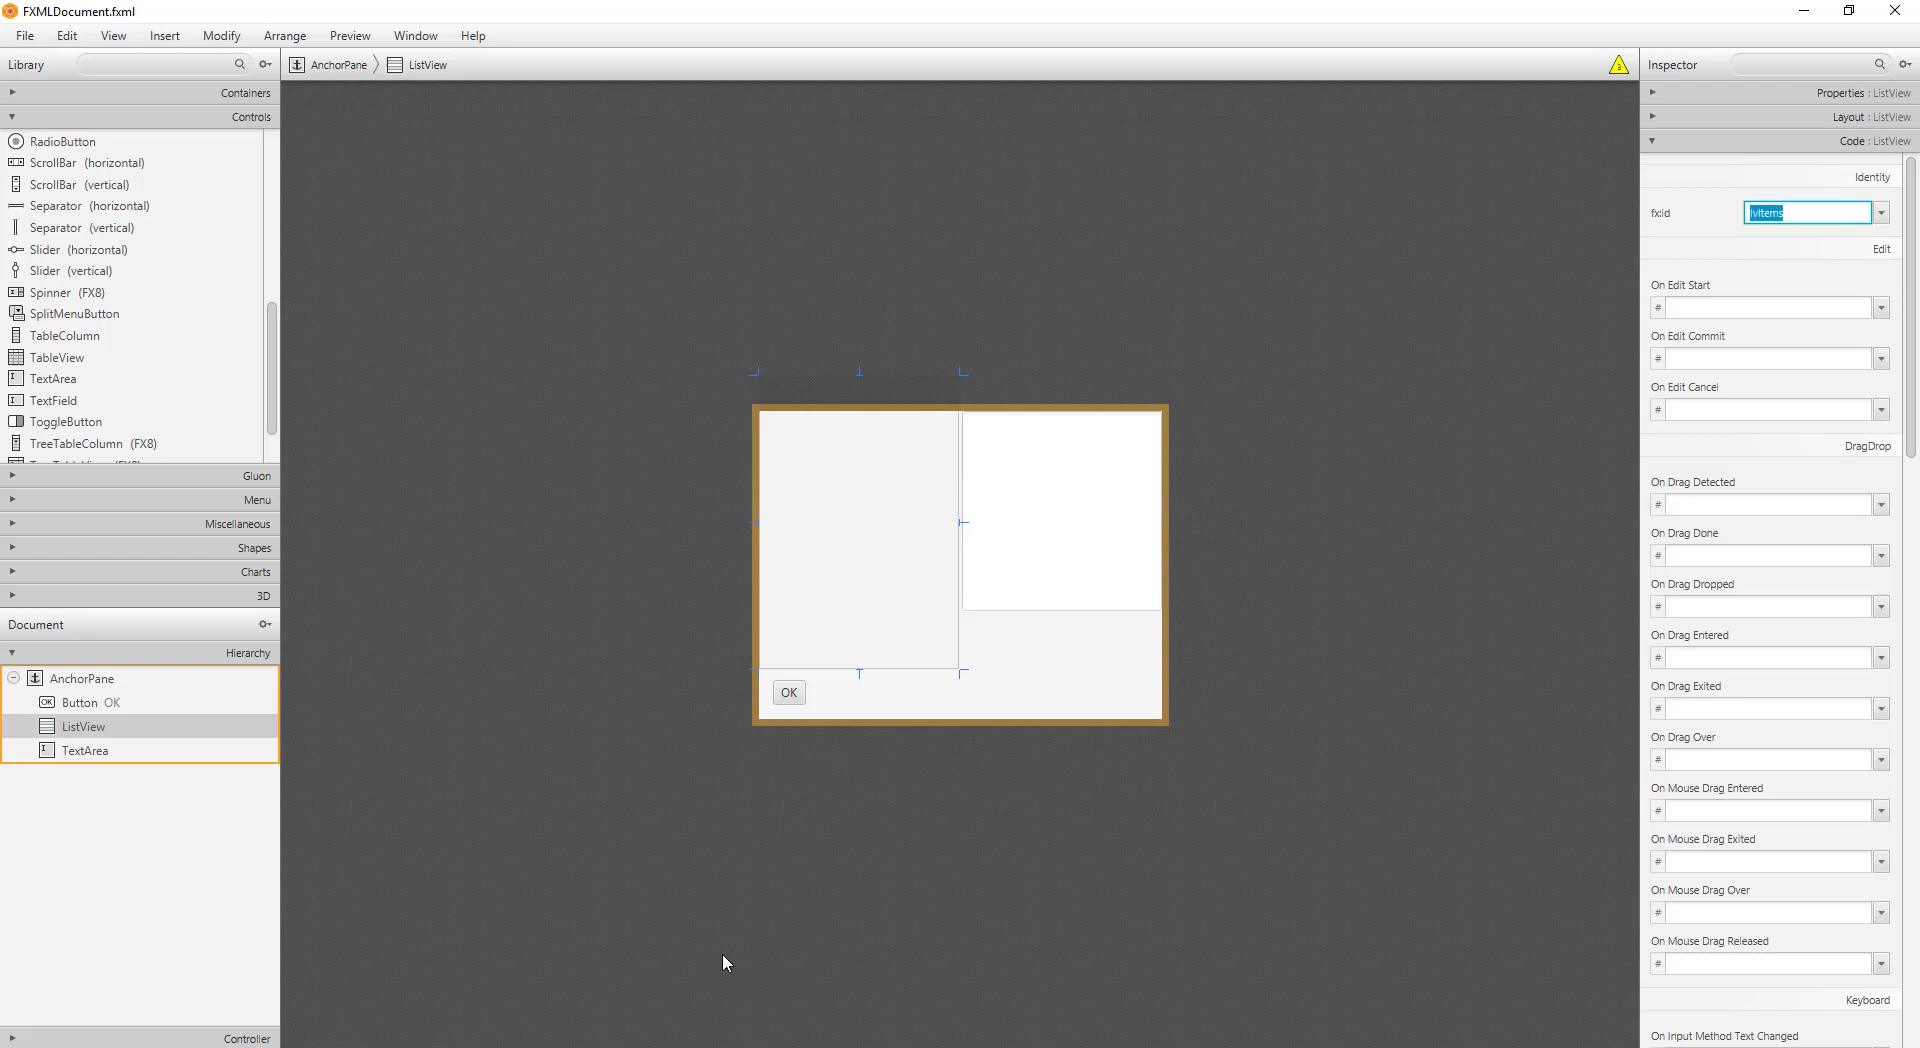 FXMLDocument.fxml
File Edit View Insert Modify Arrange Preview Window Help
Library
AnchorPane ListView
3
Inspector
Containers
Controls
RadioButton
ScrollBar (horizontal)
ScrollBar (vertical)
Separator (horizontal)
Separator (vertical)
Slider (horizontal)
Slider (vertical)
Spinner (FX8)
SplitMenuButton
TableColumn
TableView
TextArea
TextField
ToggleButton
TreeTableColumn (FX8)
Gluon
Menu
Miscellaneous
Shapes
Charts
3D
Document
Hierarchy
AnchorPane
OK Button OK
ListView
TextArea
Controller
OK
Properties : ListView
Layout : ListView
Code : ListView
Identity
fx:id lvItems
Edit
On Edit Start
#
On Edit Commit
#
On Edit Cancel
#
DragDrop
On Drag Detected
#
On Drag Done
#
On Drag Dropped
#
On Drag Entered
#
On Drag Exited
#
On Drag Over
#
On Mouse Drag Entered
#
On Mouse Drag Exited
#
On Mouse Drag Over
#
On Mouse Drag Released
#
Keyboard
On Input Method Text Changed